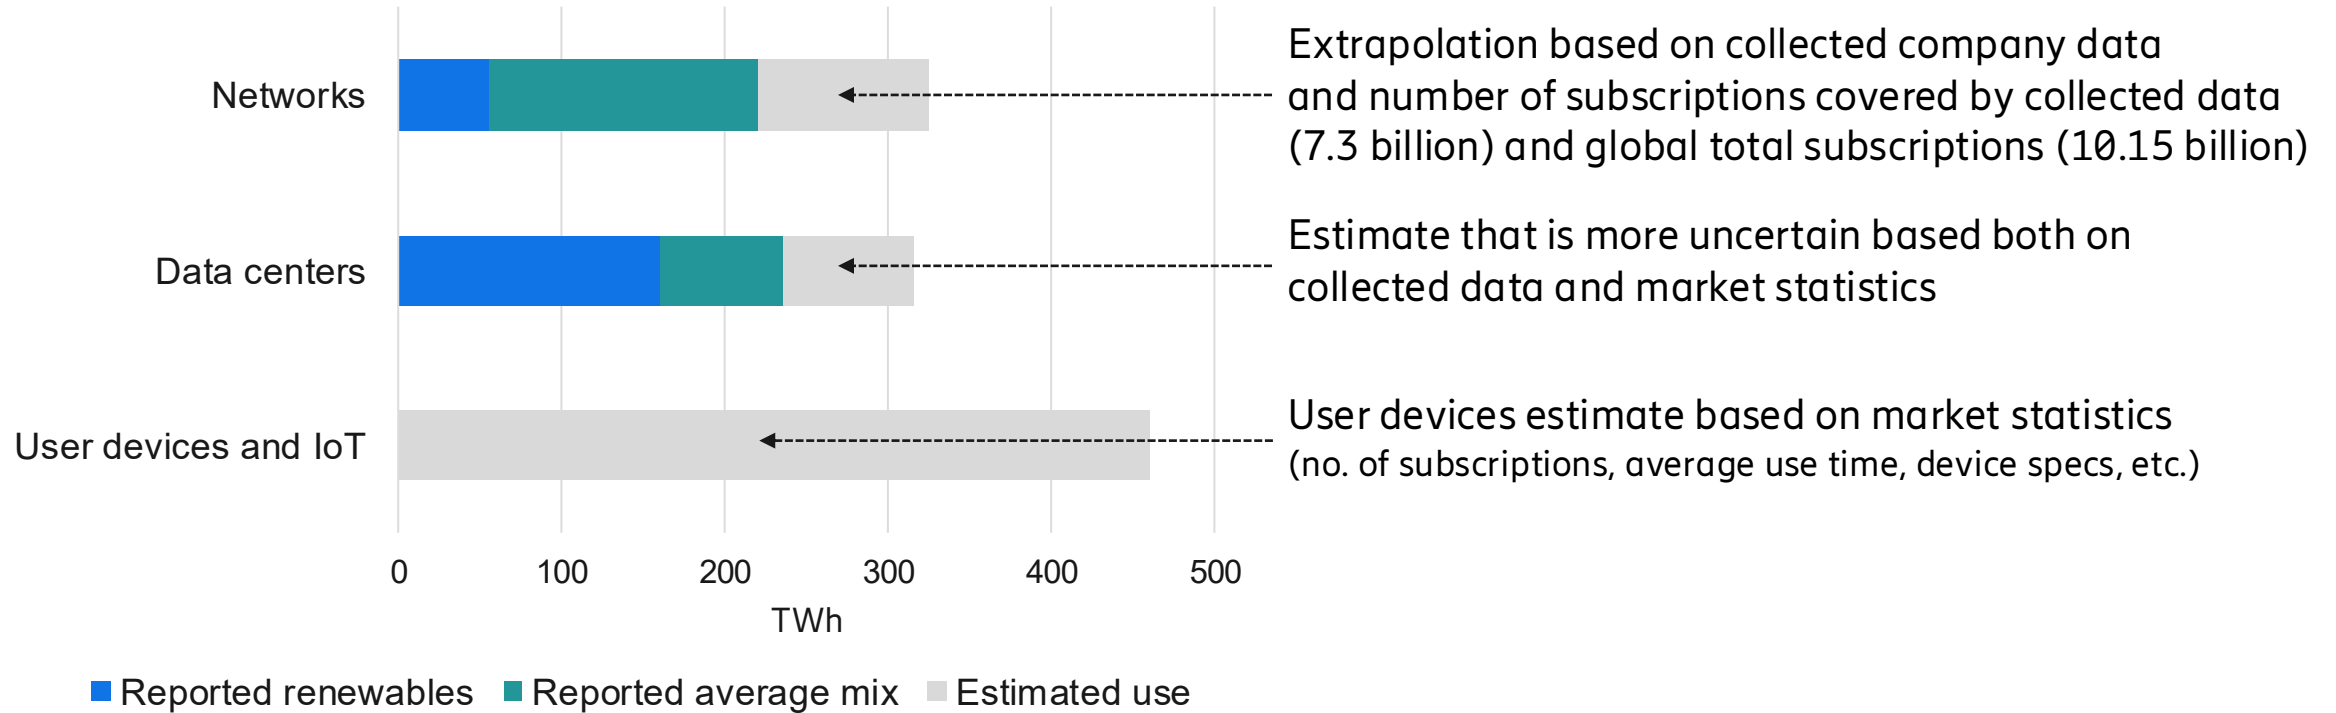 Networks
Extrapolation based on collected company data
and number of subscriptions covered by collected data
(7.3 billion) and global total subscriptions (10.15 billion)
Data centers
Estimate that is more uncertain based both on
collected data and market statistics
User devices and IoT
User devices estimate based on market statistics
(no. of subscriptions, average use time, device specs, etc.)
0 100 200 300 400 500
TWh
Reported renewables Reported average mix Estimated use